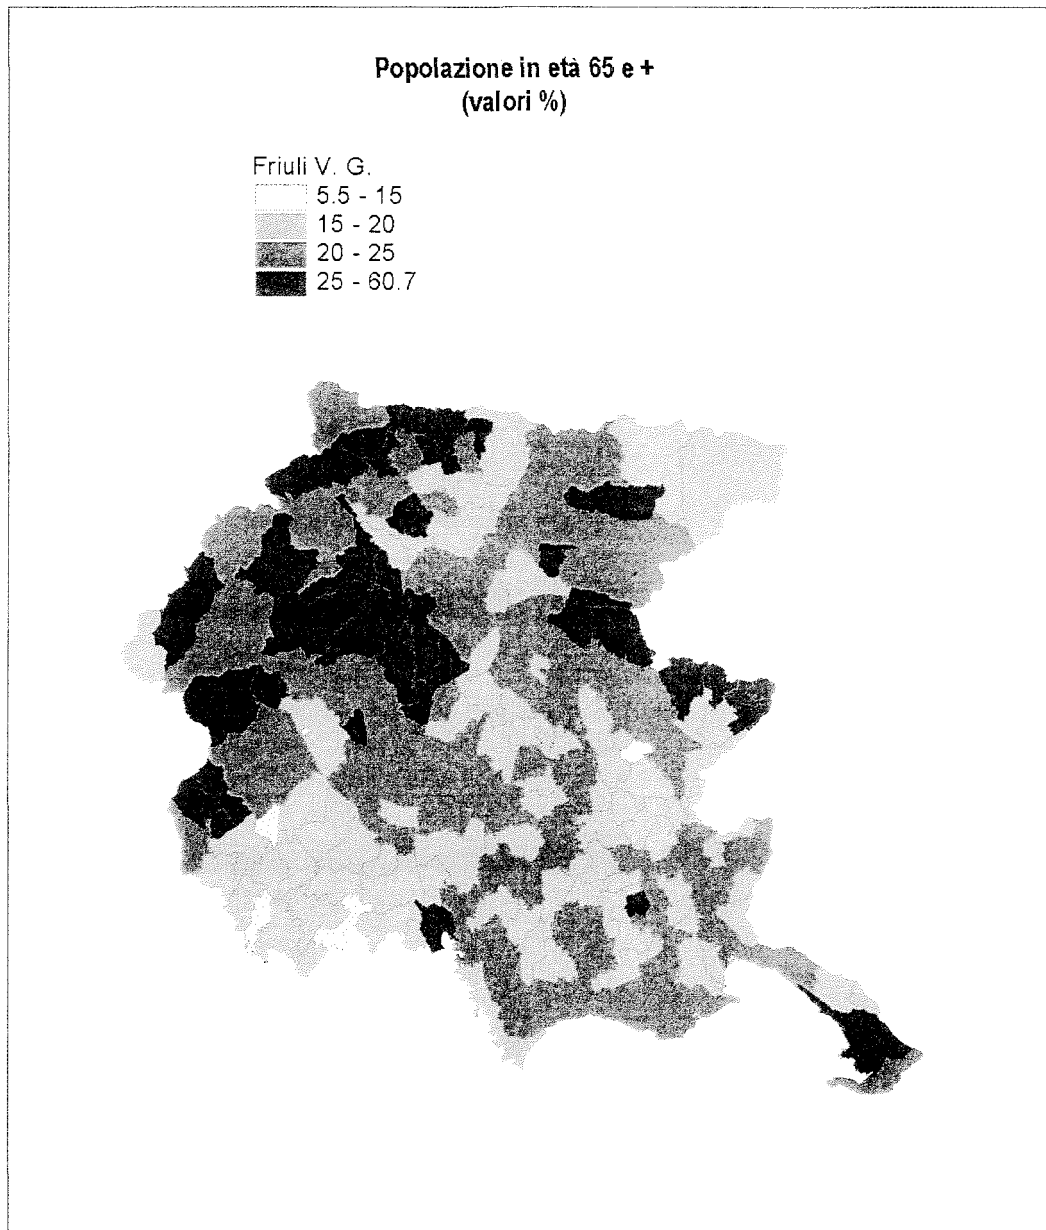 Popolazione in età 65 e +
(valori %)
Friuli V. G.
5.5 - 15
15 - 20
20 - 25
25 - 60.7